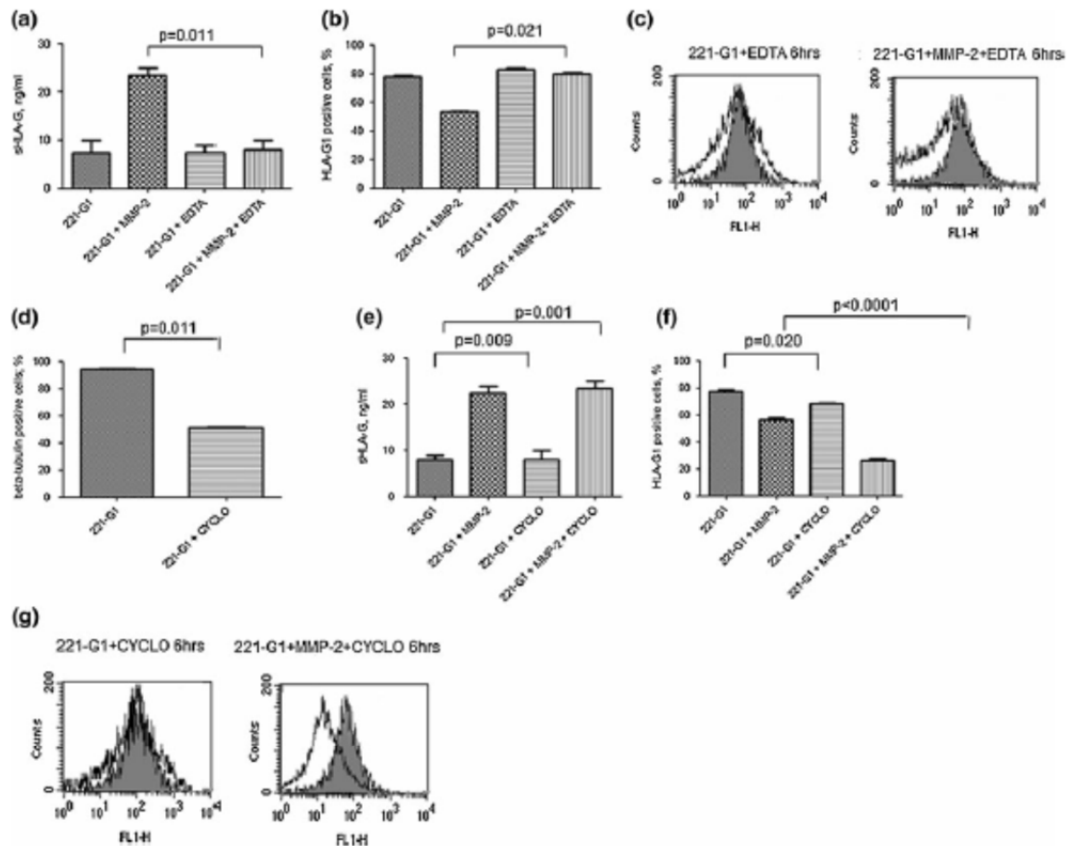 (a)
p=0.011
sHLA-G, ng/ml
30
20
10
0
221-G1
221-G1 + MMP-2
221-G1 + EDTA
221-G1 + MMP-2 + EDTA
(b)
p=0.021
HLA-G1 positive cells, %
100
80
60
40
20
0
221-G1
221-G1 + MMP-2
221-G1 + EDTA
221-G1 + MMP-2 + EDTA
(c)
221-G1+EDTA 6hrs
200
Counts
0
10⁰ 10¹ 10² 10³ 10⁴
FL1-H
221-G1+MMP-2+EDTA 6hrs
200
Counts
0
10⁰ 10¹ 10² 10³ 10⁴
FL1-H
(d)
p=0.011
beta-tubulin positive cells, %
100
80
60
40
20
0
221-G1
221-G1 + CYCLO
(e)
p=0.001
p=0.009
sHLA-G, ng/ml
30
20
10
0
221-G1
221-G1 + MMP-2
221-G1 + CYCLO
221-G1 + MMP-2 + CYCLO
(f)
p<0.0001
p=0.020
HLA-G1 positive cells, %
100
80
60
40
20
0
221-G1
221-G1 + MMP-2
221-G1 + CYCLO
221-G1 + MMP-2 + CYCLO
(g)
221-G1+CYCLO 6hrs
200
Counts
0
10⁰ 10¹ 10² 10³ 10⁴
FL1-H
221-G1+MMP-2+CYCLO 6hrs
200
Counts
0
10⁰ 10¹ 10² 10³ 10⁴
FL1-H